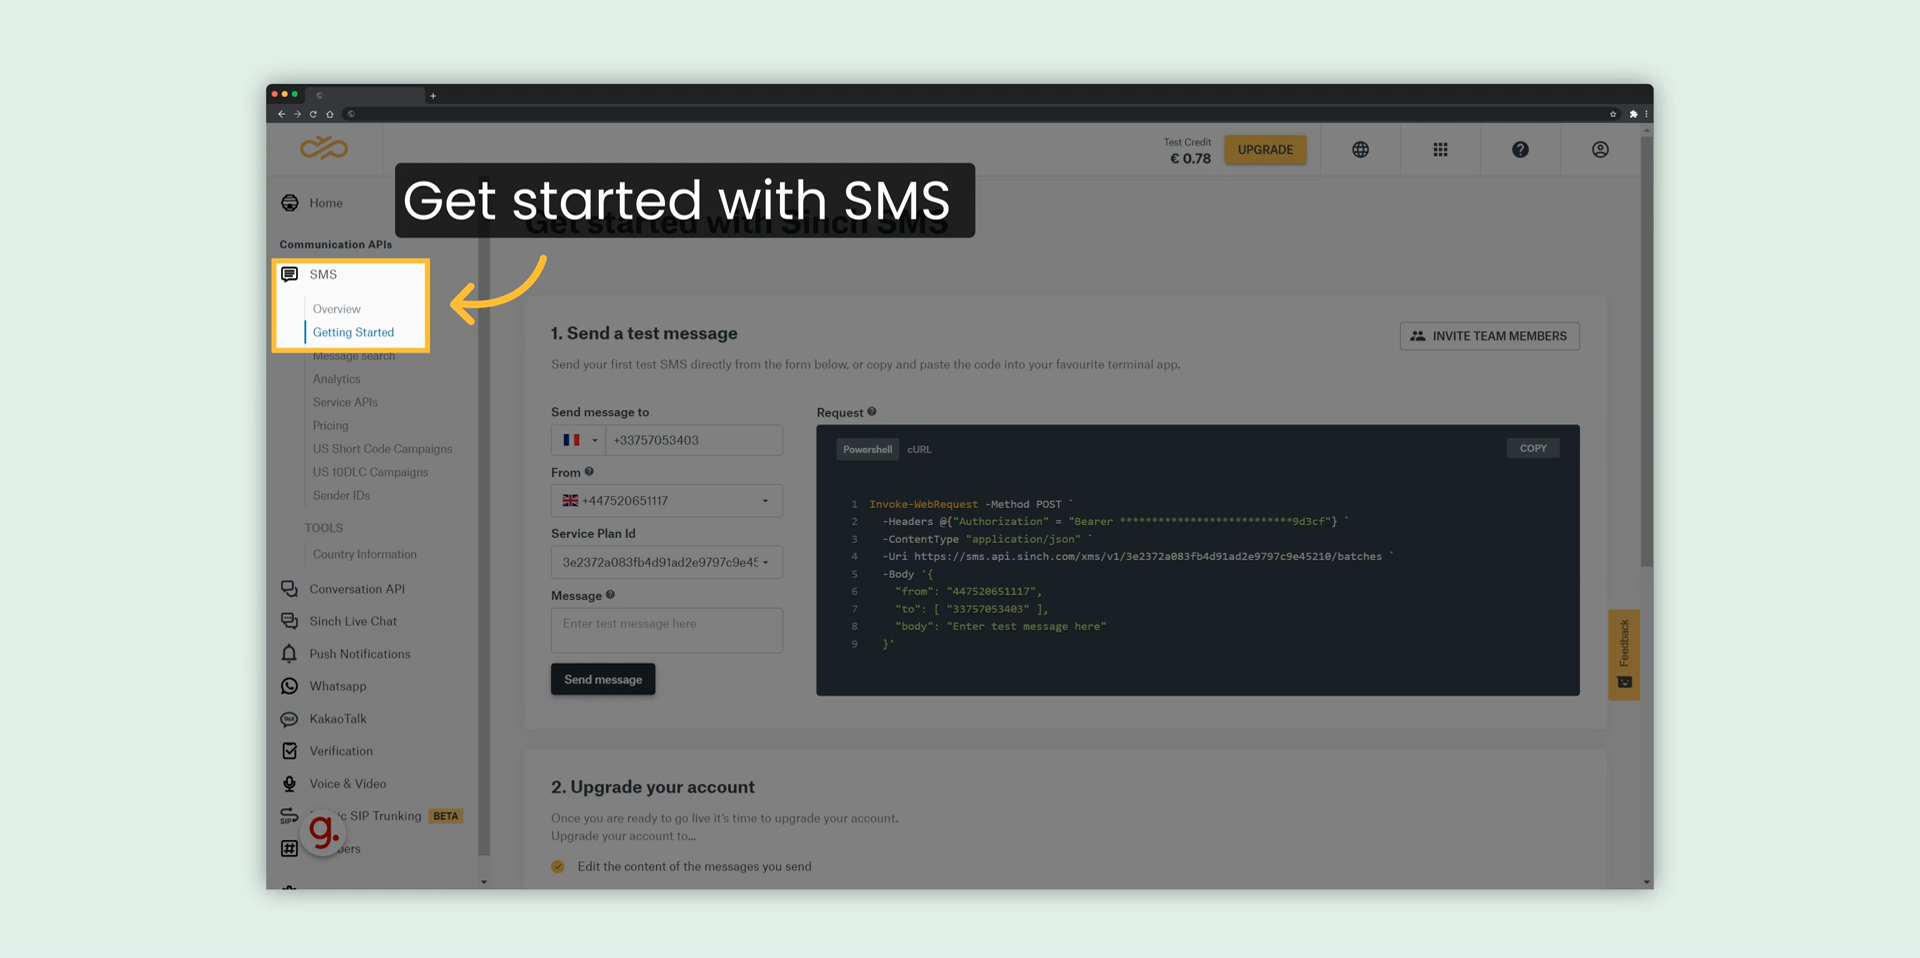 Test Credit
€ 0.78
UPGRADE
Get started with SMS
Get started with Sinch SMS
Home
Communication APIs
SMS
Overview
Getting Started
Message search
Analytics
Service APIs
Pricing
US Short Code Campaigns
US 10DLC Campaigns
Sender IDs
TOOLS
Country Information
Conversation API
Sinch Live Chat
Push Notifications
Whatsapp
KakaoTalk
Verification
Voice & Video
SIP Trunking BETA
g.
1. Send a test message
INVITE TEAM MEMBERS
Send your first test SMS directly from the form below, or copy and paste the code into your favourite terminal app.
Send message to
+33757053403
From
+447520651117
Service Plan Id
3e2372a083fb4d91ad2e9797c9e45
Message
Enter test message here
Send message
Request
Powershell cURL
COPY
1 Invoke-WebRequest -Method POST `
2 -Headers @{"Authorization" = "Bearer ***************************9d3cf"} `
3 -ContentType "application/json" `
4 -Uri https://sms.api.sinch.com/xms/v1/3e2372a083fb4d91ad2e9797c9e45210/batches `
5 -Body '{
6 "from": "447520651117",
7 "to": [ "33757053403" ],
8 "body": "Enter test message here"
9 }'
Feedback
2. Upgrade your account
Once you are ready to go live it's time to upgrade your account.
Upgrade your account to...
Edit the content of the messages you send